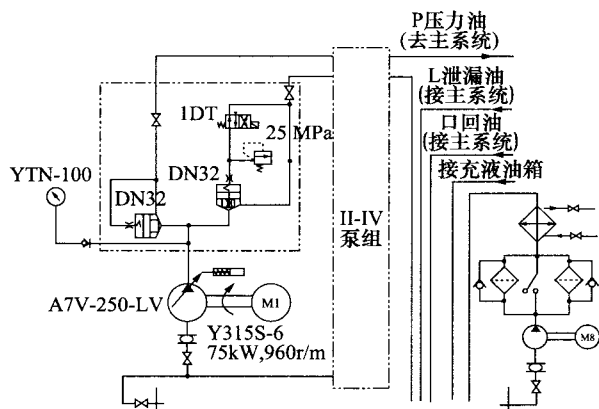 P压力油
(去主系统)
L泄漏油
(接主系统)
口回油
(接主系统)
接充液油箱
1DT
25 MPa
YTN-100
DN32
DN32
II-IV
泵组
A7V-250-LV
M1
Y315S-6
75kW,960r/m
M8